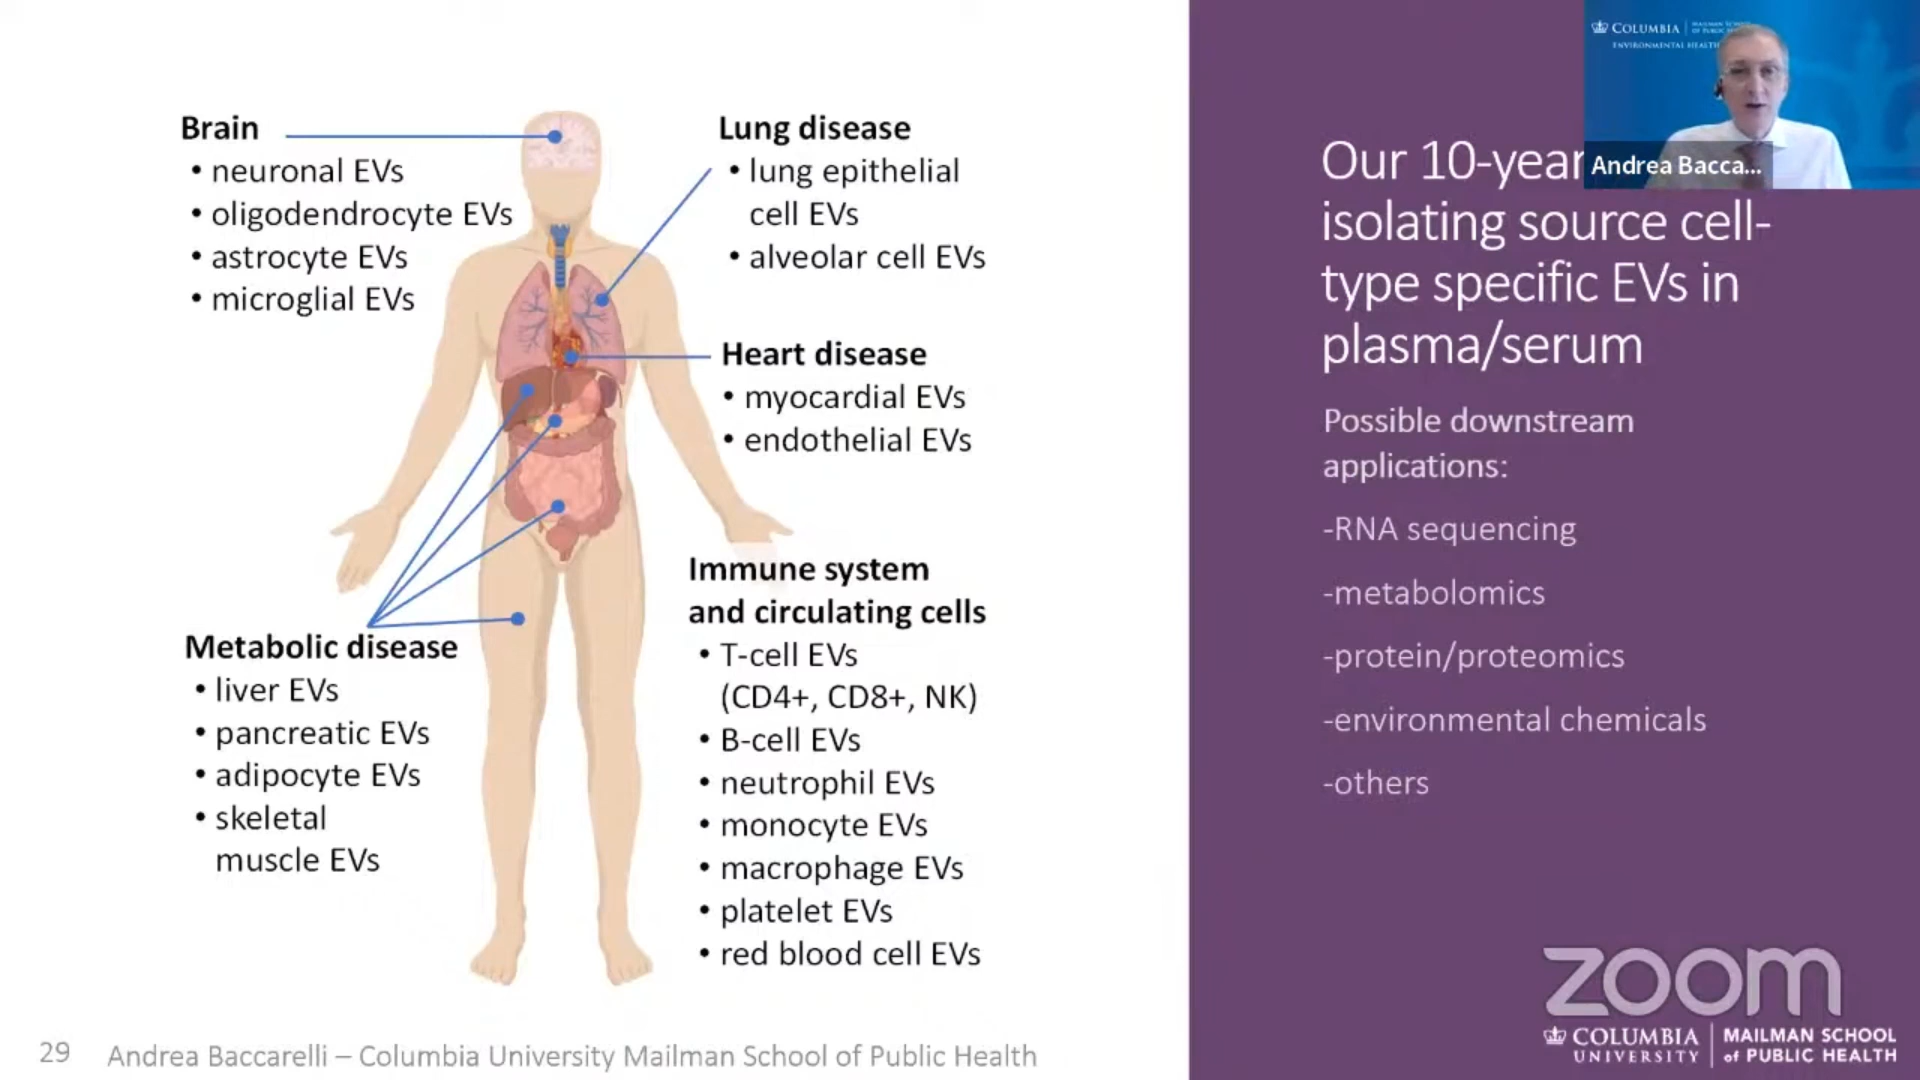 Brain
• neuronal EVs
• oligodendrocyte EVs
• astrocyte EVs
• microglial EVs
Lung disease
• lung epithelial
cell EVs
• alveolar cell EVs
Heart disease
• myocardial EVs
• endothelial EVs
Metabolic disease
• liver EVs
• pancreatic EVs
• adipocyte EVs
• skeletal
muscle EVs
Immune system
and circulating cells
• T-cell EVs
(CD4+, CD8+, NK)
• B-cell EVs
• neutrophil EVs
• monocyte EVs
• macrophage EVs
• platelet EVs
• red blood cell EVs
29 Andrea Baccarelli – Columbia University Mailman School of Public Health
COLUMBIA
ENVIRONMENTAL HEALTH
Andrea Bacca...
Our 10-year
isolating source cell-
type specific EVs in
plasma/serum
Possible downstream
applications:
-RNA sequencing
-metabolomics
-protein/proteomics
-environmental chemicals
-others
zoom
COLUMBIA
UNIVERSITY
MAILMAN SCHOOL
of PUBLIC HEALTH